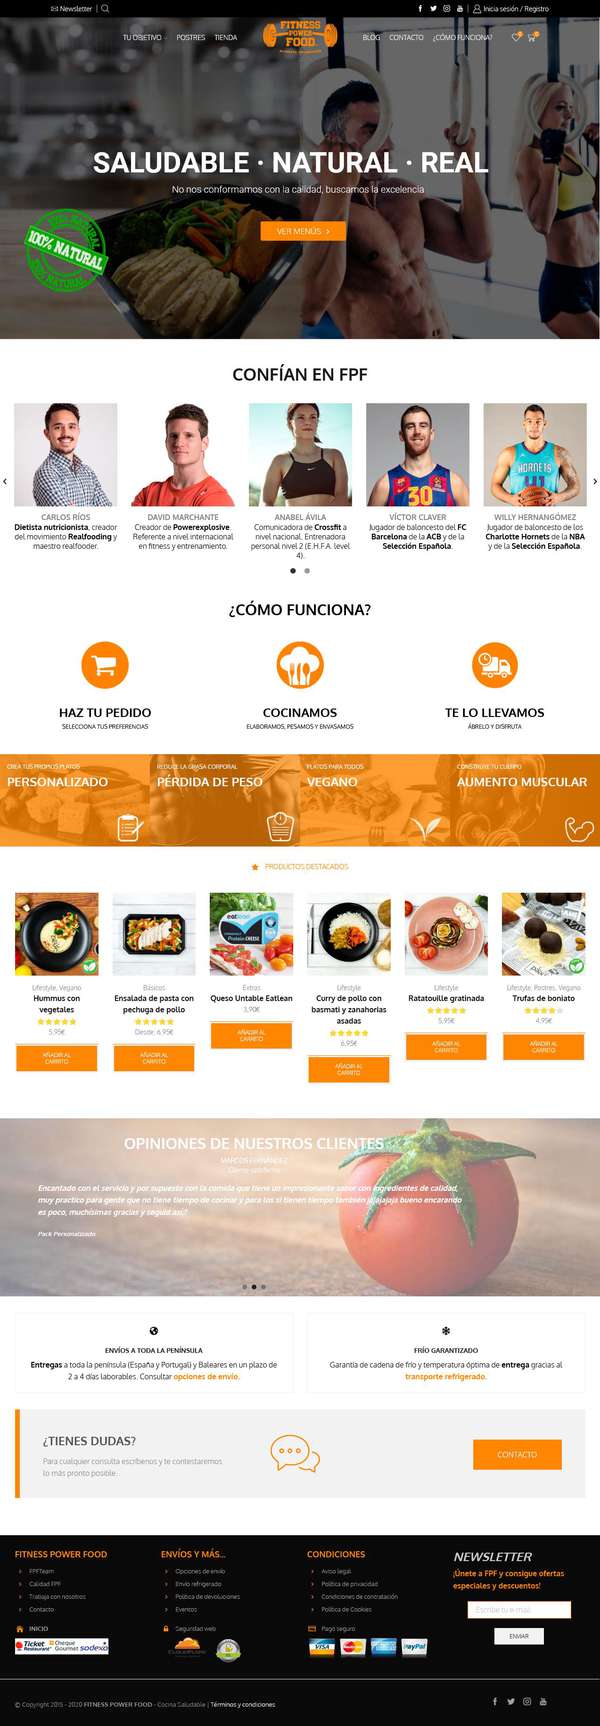 Newsletter
Inicia sesión / Registro
TU OBJETIVO
POSTRES
TIENDA
FITNESS
POWER
FOOD.
BLOG
CONTACTO
¿CÓMO FUNCIONA?
SALUDABLE · NATURAL · REAL
No nos conformamos con la calidad, buscamos la excelencia
VER MENÚS
100% NATURAL
CONFÍAN EN FPF
CARLOS RÍOS
Dietista nutricionista, creador
del movimiento Realfooding y
maestro realfooder.
DAVID MARCHANTE
Creador de Powerexplosive.
Referente a nivel internacional
en fitness y entrenamiento.
ANABEL ÁVILA
Comunicadora de Crossfit a
nivel nacional. Entrenadora
personal nivel 2 (E.H.F.A. level
4).
VÍCTOR CLAVER
Jugador de baloncesto del FC
Barcelona de la ACB y de la
Selección Española.
WILLY HERNANGÓMEZ
Jugador de baloncesto de los
Charlotte Hornets de la NBA
y de la Selección Española.
30
HORNETS
41
¿CÓMO FUNCIONA?
HAZ TU PEDIDO
SELECCIONA TUS PREFERENCIAS
COCINAMOS
ELABORAMOS, PESAMOS Y ENVASAMOS
TE LO LLEVAMOS
ÁBRELO Y DISFRUTA
CREA TUS PROPIOS PLATOS
PERSONALIZADO
REDUCE LA GRASA CORPORAL
PÉRDIDA DE PESO
PLATOS PARA TODOS
VEGANO
CONSTRUYE TU CUERPO
AUMENTO MUSCULAR
PRODUCTOS DESTACADOS
eatlean
Protein CHEESE
Lifestyle, Vegano
Hummus con
vegetales
5,95€
AÑADIR AL
CARRITO
Básicos
Ensalada de pasta con
pechuga de pollo
Desde: 6,95€
AÑADIR AL
CARRITO
Extras
Queso Untable Eatlean
3,90€
AÑADIR AL
CARRITO
Lifestyle
Curry de pollo con
basmati y zanahorias
asadas
6,95€
AÑADIR AL
CARRITO
Lifestyle
Ratatouille gratinada
5,95€
AÑADIR AL
CARRITO
Lifestyle, Postres, Vegano
Trufas de boniato
4,95€
AÑADIR AL
CARRITO
OPINIONES DE NUESTROS CLIENTES
MARCOS FERNÁNDEZ
Cliente satisfecho
Encantado con el servicio y por supuesto con la comida que tiene un impresionante sabor con ingredientes de calidad,
muy practico para gente que no tiene tiempo de cocinar y para los si tienen tiempo también jajajajaja bueno encarando
es poco, muchísimas gracias y seguid así,!
Pack Personalizado
ENVÍOS A TODA LA PENÍNSULA
Entregas a toda la península (España y Portugal) y Baleares en un plazo de
2 a 4 días laborables. Consultar opciones de envío.
FRÍO GARANTIZADO
Garantía de cadena de frío y temperatura óptima de entrega gracias al
transporte refrigerado.
¿TIENES DUDAS?
Para cualquier consulta escríbenos y te contestaremos
lo más pronto posible.
CONTACTO
FITNESS POWER FOOD
FPFTeam
Calidad FPF
Trabaja con nosotros
Contacto
INICIO
Ticket Restaurant
Chèque Gourmet
sodexo
ENVÍOS Y MÁS...
Opciones de envío
Envío refrigerado
Política de devoluciones
Eventos
Seguridad web
CLOUDFLARE
CONDICIONES
Aviso legal
Política de privacidad
Condiciones de contratación
Política de Cookies
Pago seguro
VISA
MasterCard
PayPal
NEWSLETTER
¡Únete a FPF y consigue ofertas
especiales y descuentos!
Escribe tu e-mail
ENVIAR
© Copyright 2015 - 2020 FITNESS POWER FOOD - Cocina Saludable | Términos y condiciones